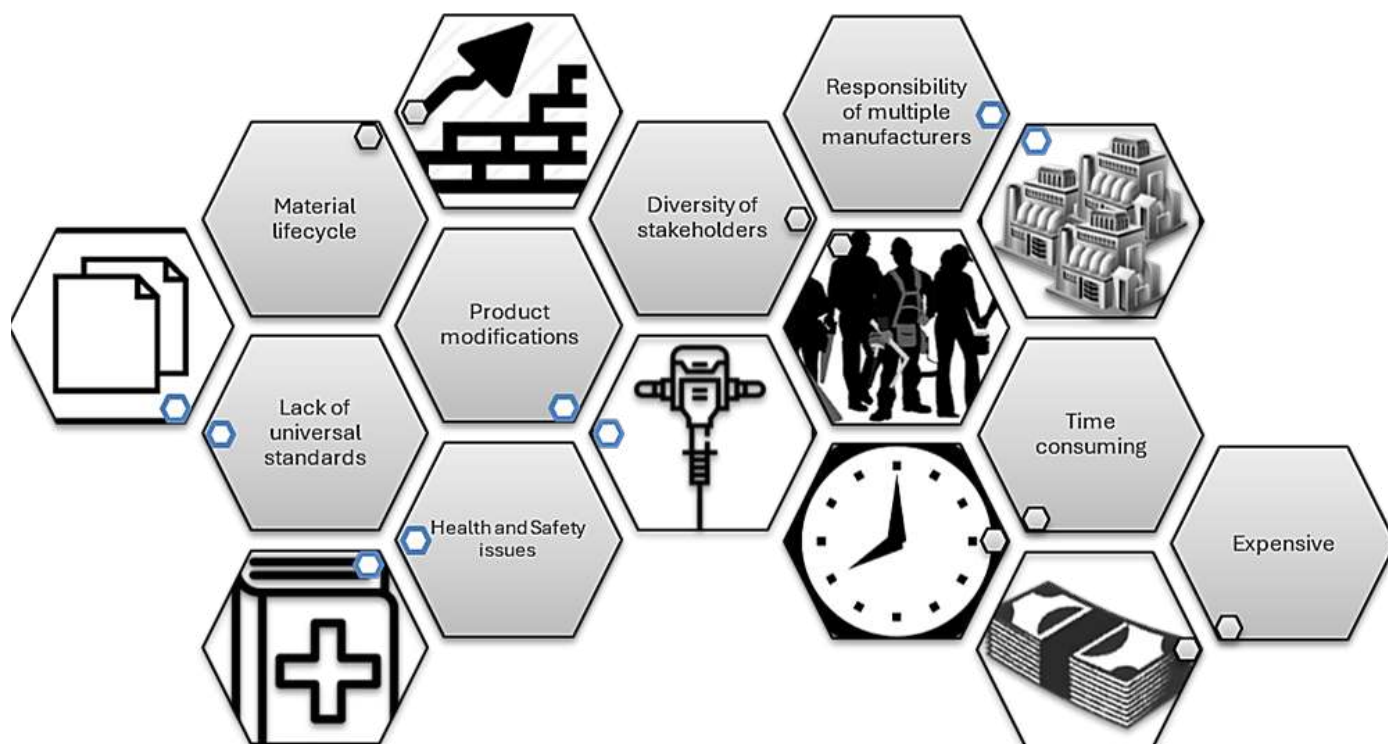 Responsibility
of multiple
manufacturers
Material
lifecycle
Diversity of
stakeholders
Product
modifications
Lack of
universal
standards
Time
consuming
Health and Safety
issues
Expensive